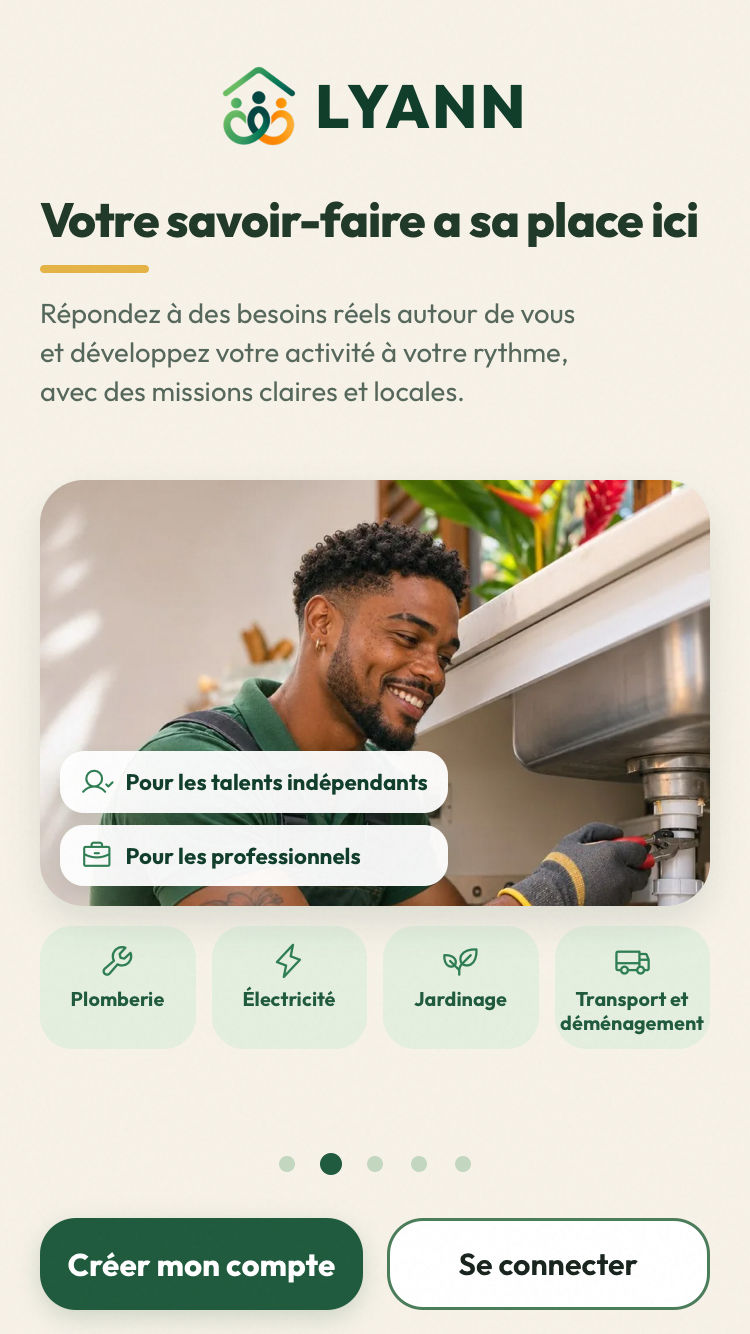 LYANN
Votre savoir-faire a sa place ici
Répondez à des besoins réels autour de vous
et développez votre activité à votre rythme,
avec des missions claires et locales.
Pour les talents indépendants
Pour les professionnels
Plomberie
Électricité
Jardinage
Transport et
déménagement
Créer mon compte
Se connecter